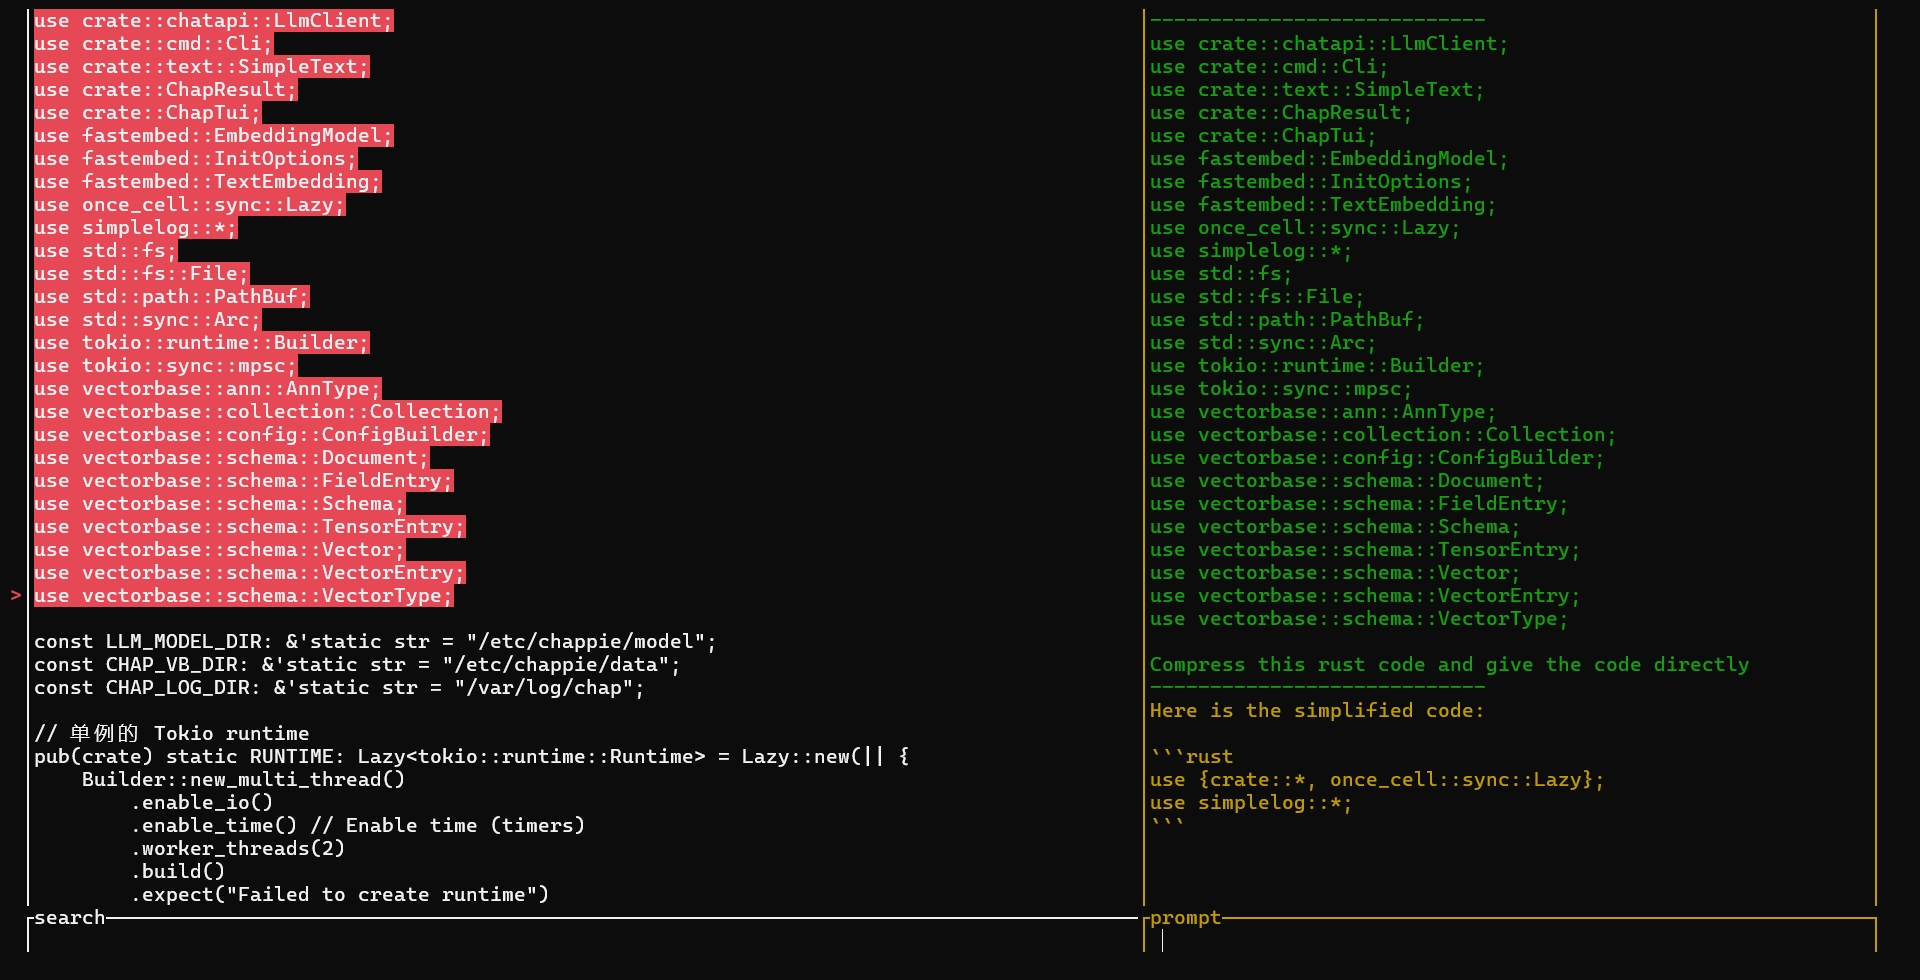 use crate::chatapi::LlmClient;
use crate::cmd::Cli;
use crate::text::SimpleText;
use crate::ChapResult;
use crate::ChapTui;
use fastembed::EmbeddingModel;
use fastembed::InitOptions;
use fastembed::TextEmbedding;
use once_cell::sync::Lazy;
use simplelog::*;
use std::fs;
use std::fs::File;
use std::path::PathBuf;
use std::sync::Arc;
use tokio::runtime::Builder;
use tokio::sync::mpsc;
use vectorbase::ann::AnnType;
use vectorbase::collection::Collection;
use vectorbase::config::ConfigBuilder;
use vectorbase::schema::Document;
use vectorbase::schema::FieldEntry;
use vectorbase::schema::Schema;
use vectorbase::schema::TensorEntry;
use vectorbase::schema::Vector;
use vectorbase::schema::VectorEntry;
> use vectorbase::schema::VectorType;

const LLM_MODEL_DIR: &'static str = "/etc/chappie/model";
const CHAP_VB_DIR: &'static str = "/etc/chappie/data";
const CHAP_LOG_DIR: &'static str = "/var/log/chap";

// 单例的 Tokio runtime
pub(crate) static RUNTIME: Lazy<tokio::runtime::Runtime> = Lazy::new(|| {
    Builder::new_multi_thread()
        .enable_io()
        .enable_time() // Enable time (timers)
        .worker_threads(2)
        .build()
        .expect("Failed to create runtime")
search
----------------------------
use crate::chatapi::LlmClient;
use crate::cmd::Cli;
use crate::text::SimpleText;
use crate::ChapResult;
use crate::ChapTui;
use fastembed::EmbeddingModel;
use fastembed::InitOptions;
use fastembed::TextEmbedding;
use once_cell::sync::Lazy;
use simplelog::*;
use std::fs;
use std::fs::File;
use std::path::PathBuf;
use std::sync::Arc;
use tokio::runtime::Builder;
use tokio::sync::mpsc;
use vectorbase::ann::AnnType;
use vectorbase::collection::Collection;
use vectorbase::config::ConfigBuilder;
use vectorbase::schema::Document;
use vectorbase::schema::FieldEntry;
use vectorbase::schema::Schema;
use vectorbase::schema::TensorEntry;
use vectorbase::schema::Vector;
use vectorbase::schema::VectorEntry;
use vectorbase::schema::VectorType;

Compress this rust code and give the code directly
----------------------------
Here is the simplified code:

```rust
use {crate::*, once_cell::sync::Lazy};
use simplelog::*;
```
prompt